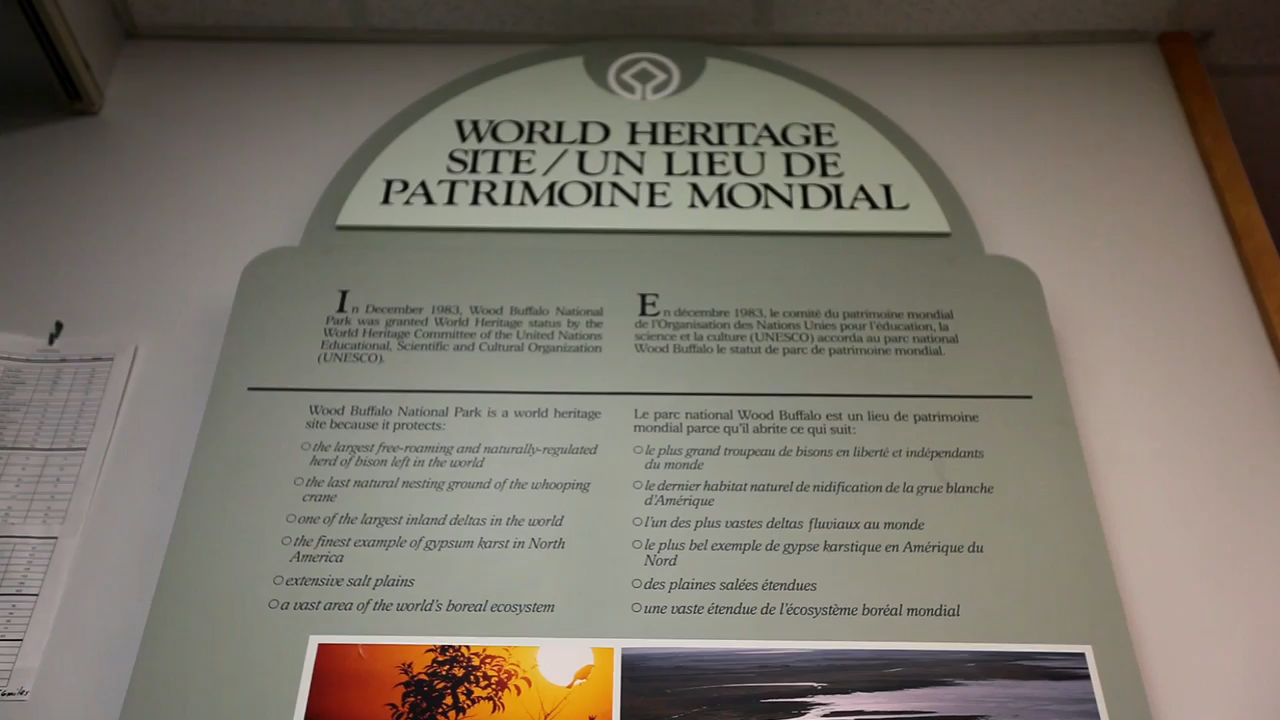 WORLD HERITAGE
SITE / UN LIEU DE
PATRIMOINE MONDIAL
In December 1983, Wood Buffalo National
Park was granted World Heritage status by the
World Heritage Committee of the United Nations
Educational, Scientific and Cultural Organization
(UNESCO).
En décembre 1983, le comité du patrimoine mondial
de l'Organisation des Nations Unies pour l'éducation, la
science et la culture (UNESCO) accorda au parc national
Wood Buffalo le statut de parc de patrimoine mondial.
Wood Buffalo National Park is a world heritage
site because it protects:
○ the largest free-roaming and naturally-regulated
herd of bison left in the world
○ the last natural nesting ground of the whooping
crane
○ one of the largest inland deltas in the world
○ the finest example of gypsum karst in North
America
○ extensive salt plains
○ a vast area of the world's boreal ecosystem
Le parc national Wood Buffalo est un lieu de patrimoine
mondial parce qu'il abrite ce qui suit:
○ le plus grand troupeau de bisons en liberté et indépendants
du monde
○ le dernier habitat naturel de nidification de la grue blanche
d'Amérique
○ l'un des plus vastes deltas fluviaux au monde
○ le plus bel exemple de gypse karstique en Amérique du
Nord
○ des plaines salées étendues
○ une vaste étendue de l'écosystème boréal mondial